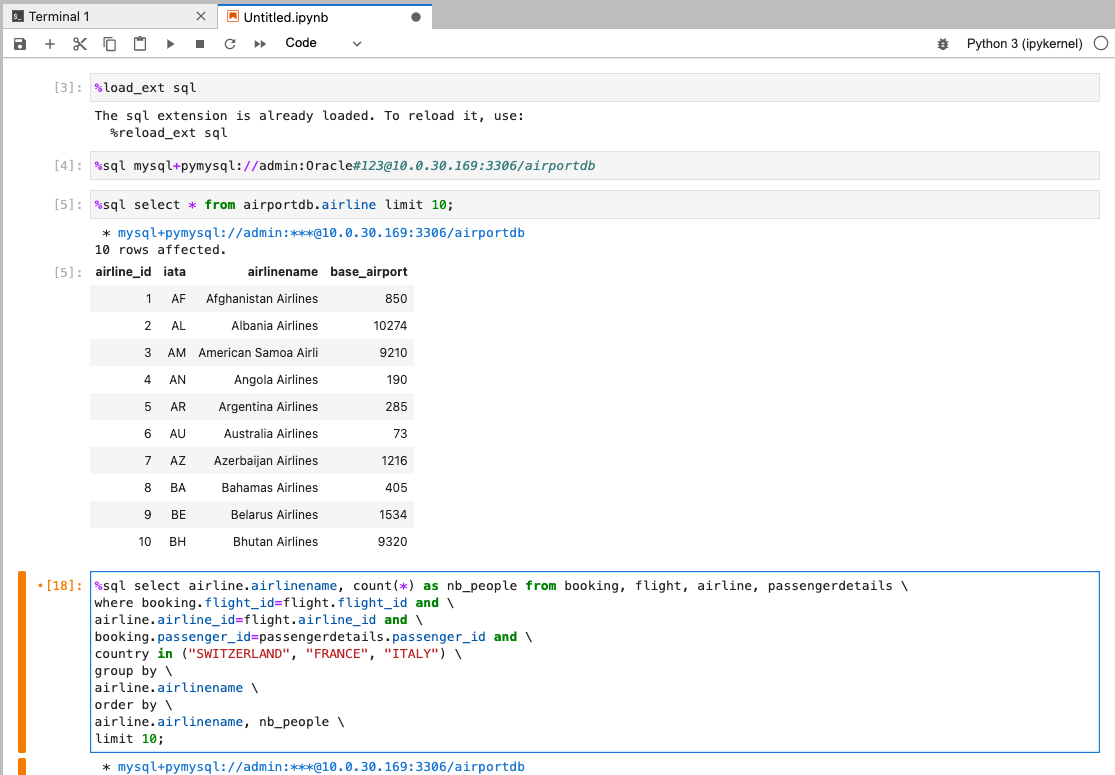 Terminal 1
Untitled.ipynb
Code
Python 3 (ipykernel)
[3]: %load_ext sql
The sql extension is already loaded. To reload it, use:
%reload_ext sql
[4]: %sql mysql+pymysql://admin:Oracle#123@10.0.30.169:3306/airportdb
[5]: %sql select * from airportdb.airline limit 10;
* mysql+pymysql://admin:***@10.0.30.169:3306/airportdb
10 rows affected.
[5]: airline_id iata airlinename base_airport
1 AF Afghanistan Airlines 850
2 AL Albania Airlines 10274
3 AM American Samoa Airli 9210
4 AN Angola Airlines 190
5 AR Argentina Airlines 285
6 AU Australia Airlines 73
7 AZ Azerbaijan Airlines 1216
8 BA Bahamas Airlines 405
9 BE Belarus Airlines 1534
10 BH Bhutan Airlines 9320
•[18]: %sql select airline.airlinename, count(*) as nb_people from booking, flight, airline, passengerdetails \
where booking.flight_id=flight.flight_id and \
airline.airline_id=flight.airline_id and \
booking.passenger_id=passengerdetails.passenger_id and \
country in ("SWITZERLAND", "FRANCE", "ITALY") \
group by \
airline.airlinename \
order by \
airline.airlinename, nb_people \
limit 10;
* mysql+pymysql://admin:***@10.0.30.169:3306/airportdb